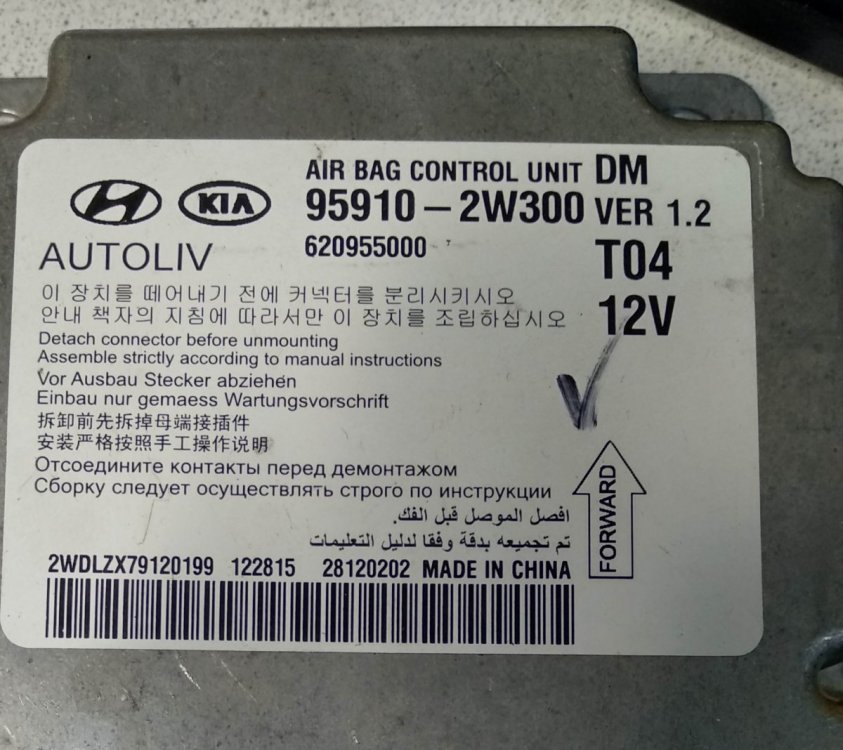 KIA
AIR BAG CONTROL UNIT DM
95910-2W300 VER 1.2
AUTOLIV 620955000 T04
이 장치를 떼어내기 전에 커넥터를 분리시키시오
안내 책자의 지침에 따라서만 이 장치를 조립하십시오 12V
Detach connector before unmounting
Assemble strictly according to manual instructions
Vor Ausbau Stecker abziehen
Einbau nur gemaess Wartungsvorschrift
拆卸前先拆掉母端接插件
安装严格按照手工操作说明
Отсоедините контакты перед демонтажом
Сборку следует осуществлять строго по инструкции
افصل الموصل قبل الفك.
تم تجميعه بدقة وفقا لدليل التعليمات
FORWARD
2WDLZX79120199 122815 28120202 MADE IN CHINA